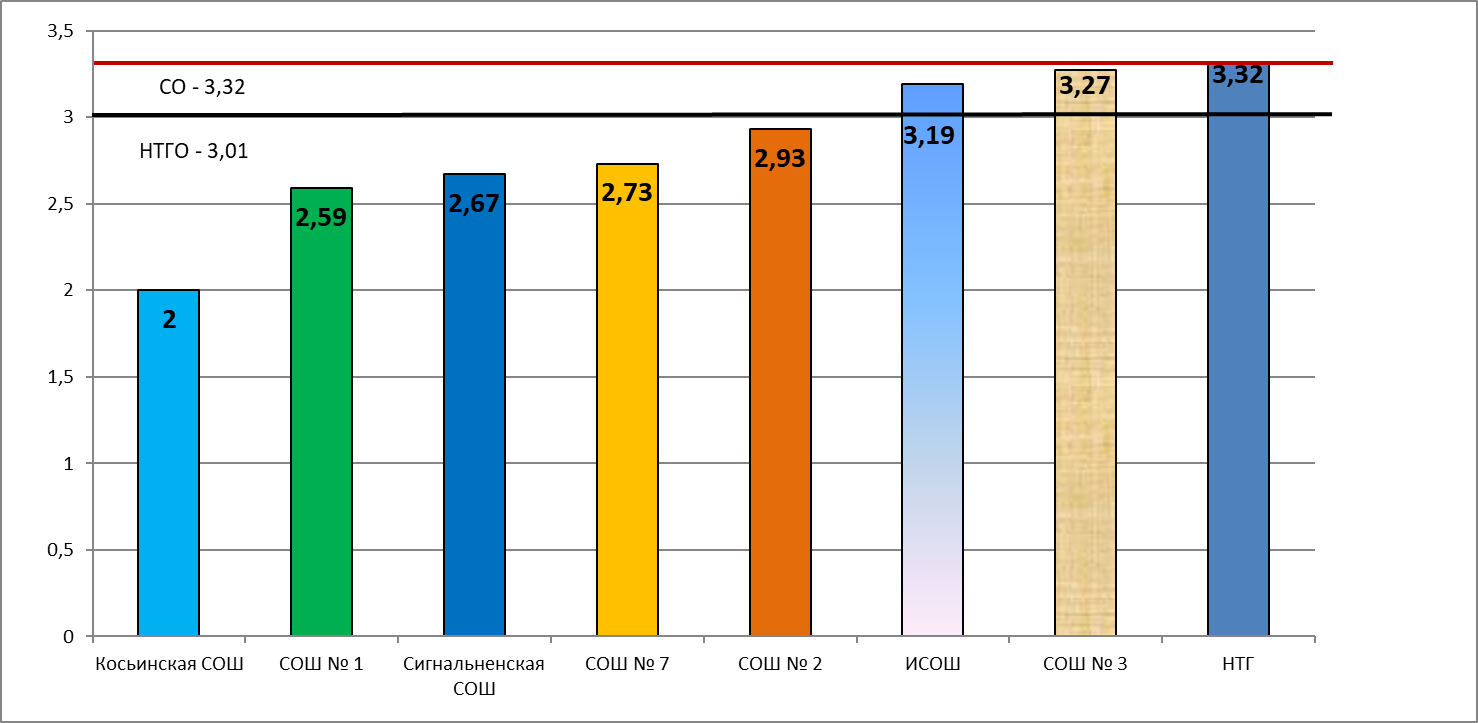 3,5
3
2,5
2
1,5
1
0,5
0
СО - 3,32
НТГО - 3,01
2
2,59
2,67
2,73
2,93
3,19
3,27
3,32
Косьинская СОШ
СОШ № 1
Сигнальненская
СОШ
СОШ № 7
СОШ № 2
ИСОШ
СОШ № 3
НТГ